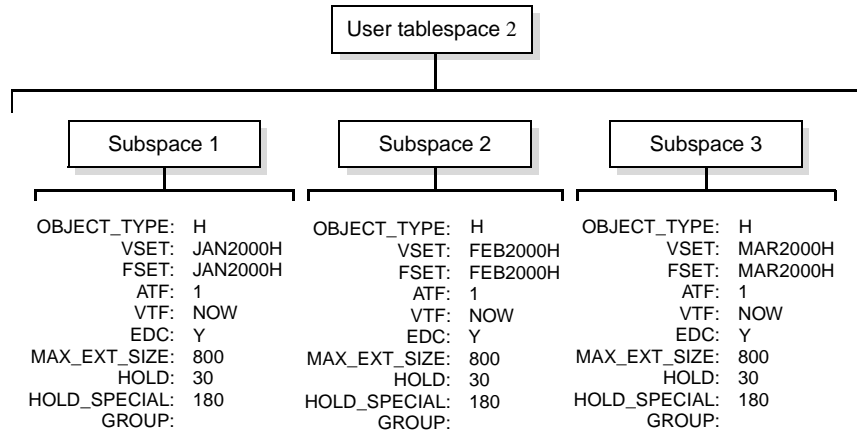 User tablespace 2
Subspace 1
OBJECT_TYPE: H
VSET: JAN2000H
FSET: JAN2000H
ATF: 1
VTF: NOW
EDC: Y
MAX_EXT_SIZE: 800
HOLD: 30
HOLD_SPECIAL: 180
GROUP:
Subspace 2
OBJECT_TYPE: H
VSET: FEB2000H
FSET: FEB2000H
ATF: 1
VTF: NOW
EDC: Y
MAX_EXT_SIZE: 800
HOLD: 30
HOLD_SPECIAL: 180
GROUP:
Subspace 3
OBJECT_TYPE: H
VSET: MAR2000H
FSET: MAR2000H
ATF: 1
VTF: NOW
EDC: Y
MAX_EXT_SIZE: 800
HOLD: 30
HOLD_SPECIAL: 180
GROUP: